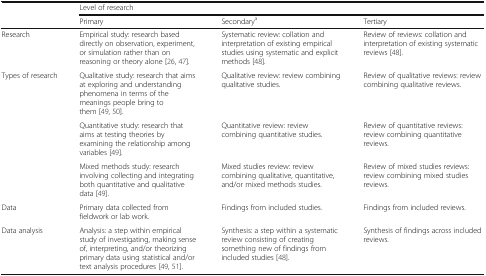 Level of research
Primary Secondaryª Tertiary
Research Empirical study: research based Systematic review: collation and Review of reviews: collation and
directly on observation, experiment, interpretation of existing empirical interpretation of existing systematic
or simulation rather than on studies using systematic and explicit reviews [48].
reasoning or theory alone [26, 47]. methods [48].
Types of research Qualitative study: research that aims Qualitative review: review combining Review of qualitative reviews: review
at exploring and understanding qualitative studies. combining qualitative reviews.
phenomena in terms of the
meanings people bring to
them [49, 50].
Quantitative study: research that Quantitative review: review Review of quantitative reviews:
aims at testing theories by combining quantitative studies. review combining quantitative
examining the relationship among reviews.
variables [49].
Mixed methods study: research Mixed studies review: review Review of mixed studies reviews:
involving collecting and integrating combining qualitative, quantitative, review combining mixed studies
both quantitative and qualitative and/or mixed methods studies. reviews.
data [49].
Data Primary data collected from Findings from included studies. Findings from included reviews.
fieldwork or lab work.
Data analysis Analysis: a step within empirical Synthesis: a step within a systematic Synthesis of findings across included
study of investigating, making sense review consisting of creating reviews.
of, interpreting, and/or theorizing something new of findings from
primary data using statistical and/or included studies [48].
text analysis procedures [49, 51].